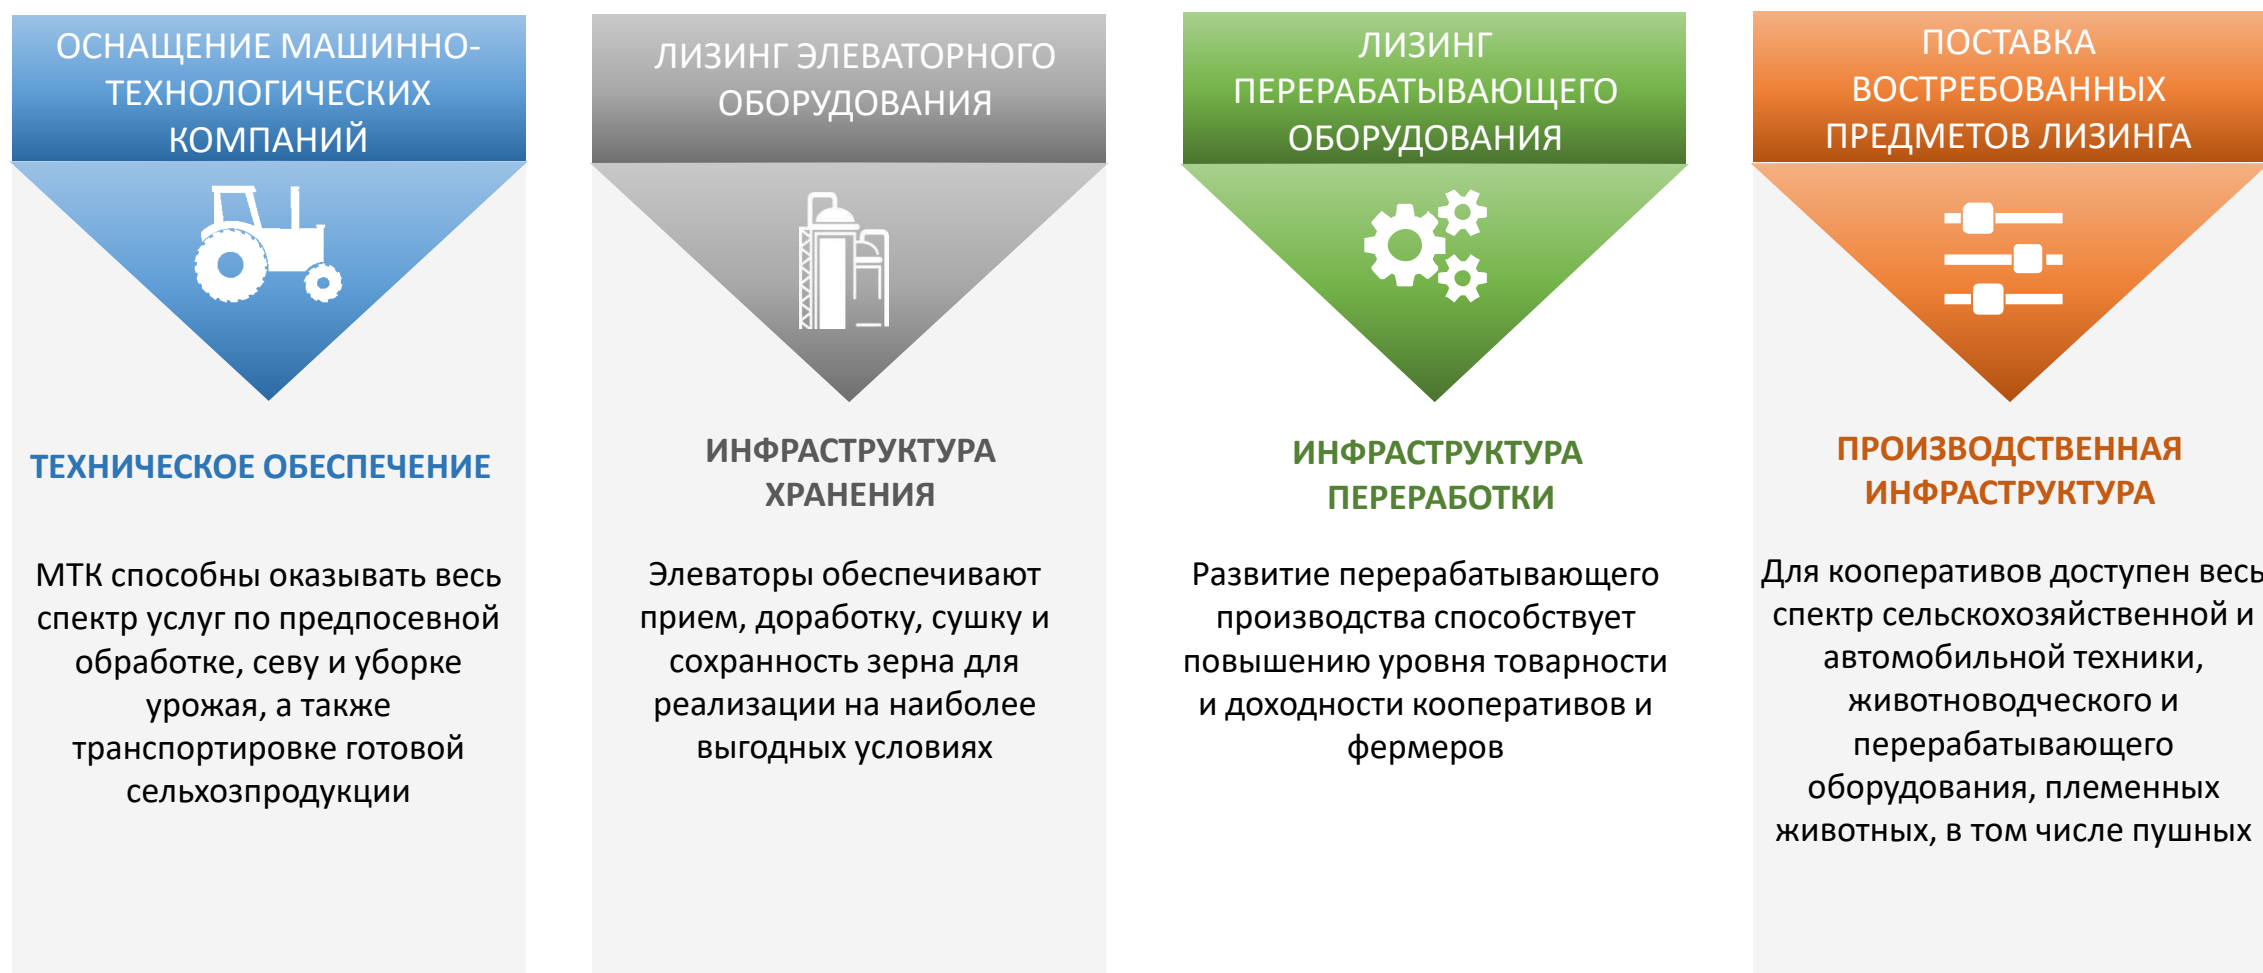 ОСНАЩЕНИЕ МАШИННО-
ТЕХНОЛОГИЧЕСКИХ
КОМПАНИЙ
ТЕХНИЧЕСКОЕ ОБЕСПЕЧЕНИЕ
МТК способны оказывать весь
спектр услуг по предпосевной
обработке, севу и уборке
урожая, а также
транспортировке готовой
сельхозпродукции
ЛИЗИНГ ЭЛЕВАТОРНОГО
ОБОРУДОВАНИЯ
ИНФРАСТРУКТУРА
ХРАНЕНИЯ
Элеваторы обеспечивают
прием, доработку, сушку и
сохранность зерна для
реализации на наиболее
выгодных условиях
ЛИЗИНГ
ПЕРЕРАБАТЫВАЮЩЕГО
ОБОРУДОВАНИЯ
ИНФРАСТРУКТУРА
ПЕРЕРАБОТКИ
Развитие перерабатывающего
производства способствует
повышению уровня товарности
и доходности кооперативов и
фермеров
ПОСТАВКА
ВОСТРЕБОВАННЫХ
ПРЕДМЕТОВ ЛИЗИНГА
ПРОИЗВОДСТВЕННАЯ
ИНФРАСТРУКТУРА
Для кооперативов доступен весь
спектр сельскохозяйственной и
автомобильной техники,
животноводческого и
перерабатывающего
оборудования, племенных
животных, в том числе пушных